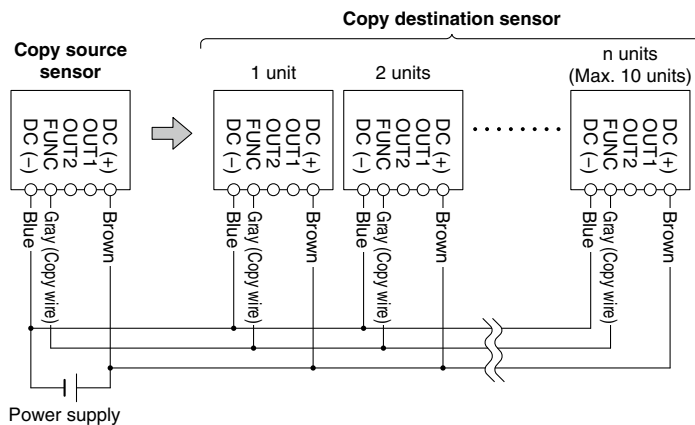 Copy destination sensor
Copy source
sensor
1 unit
2 units
n units
(Max. 10 units)
DC (−)
FUNC
OUT2
OUT1
DC (+)
DC (−)
FUNC
OUT2
OUT1
DC (+)
DC (−)
FUNC
OUT2
OUT1
DC (+)
DC (−)
FUNC
OUT2
OUT1
DC (+)
Blue
Gray (Copy wire)
Brown
Blue
Gray (Copy wire)
Brown
Blue
Gray (Copy wire)
Brown
Blue
Gray (Copy wire)
Brown
Power supply